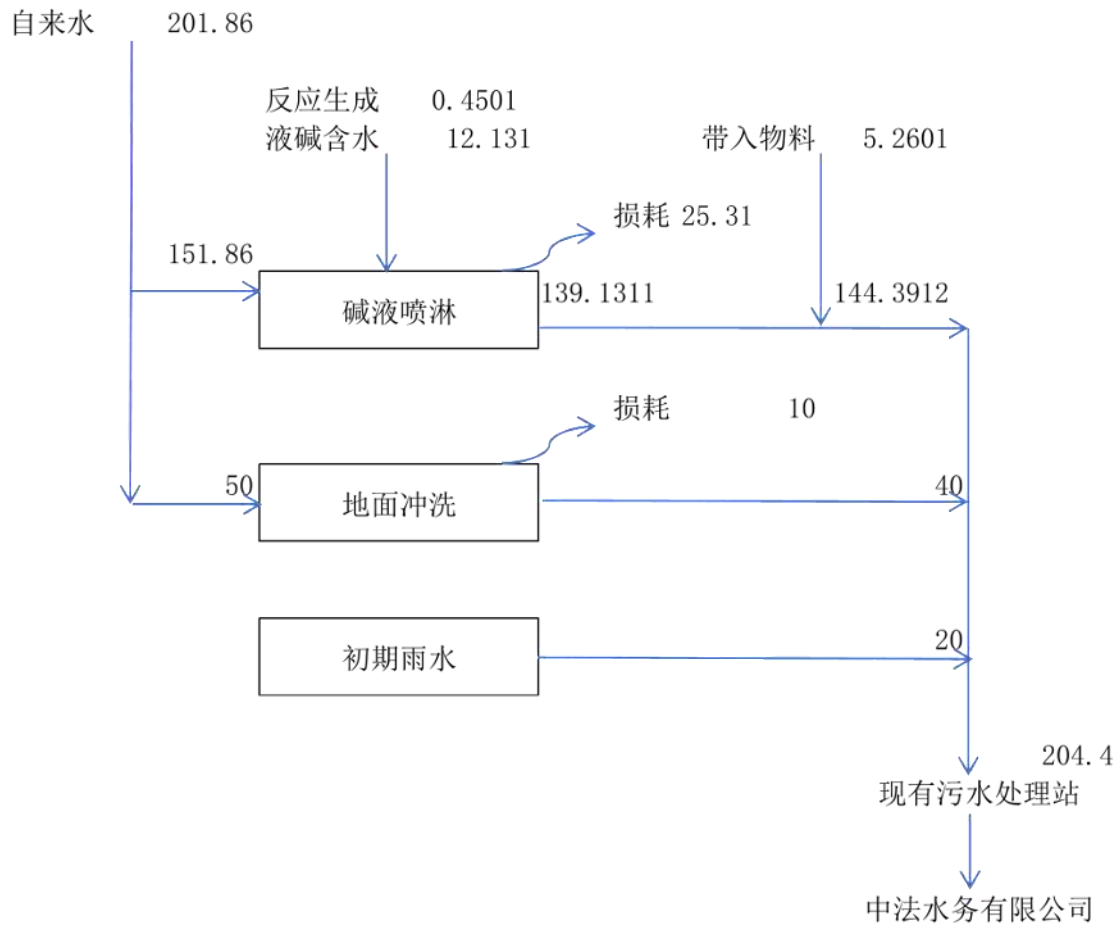 自来水 201.86
反应生成 0.4501
液碱含水 12.131
带入物料 5.2601
损耗 25.31
151.86
碱液喷淋
139.1311
144.3912
损耗 10
50
地面冲洗
40
初期雨水
20
204.4
现有污水处理站
中法水务有限公司